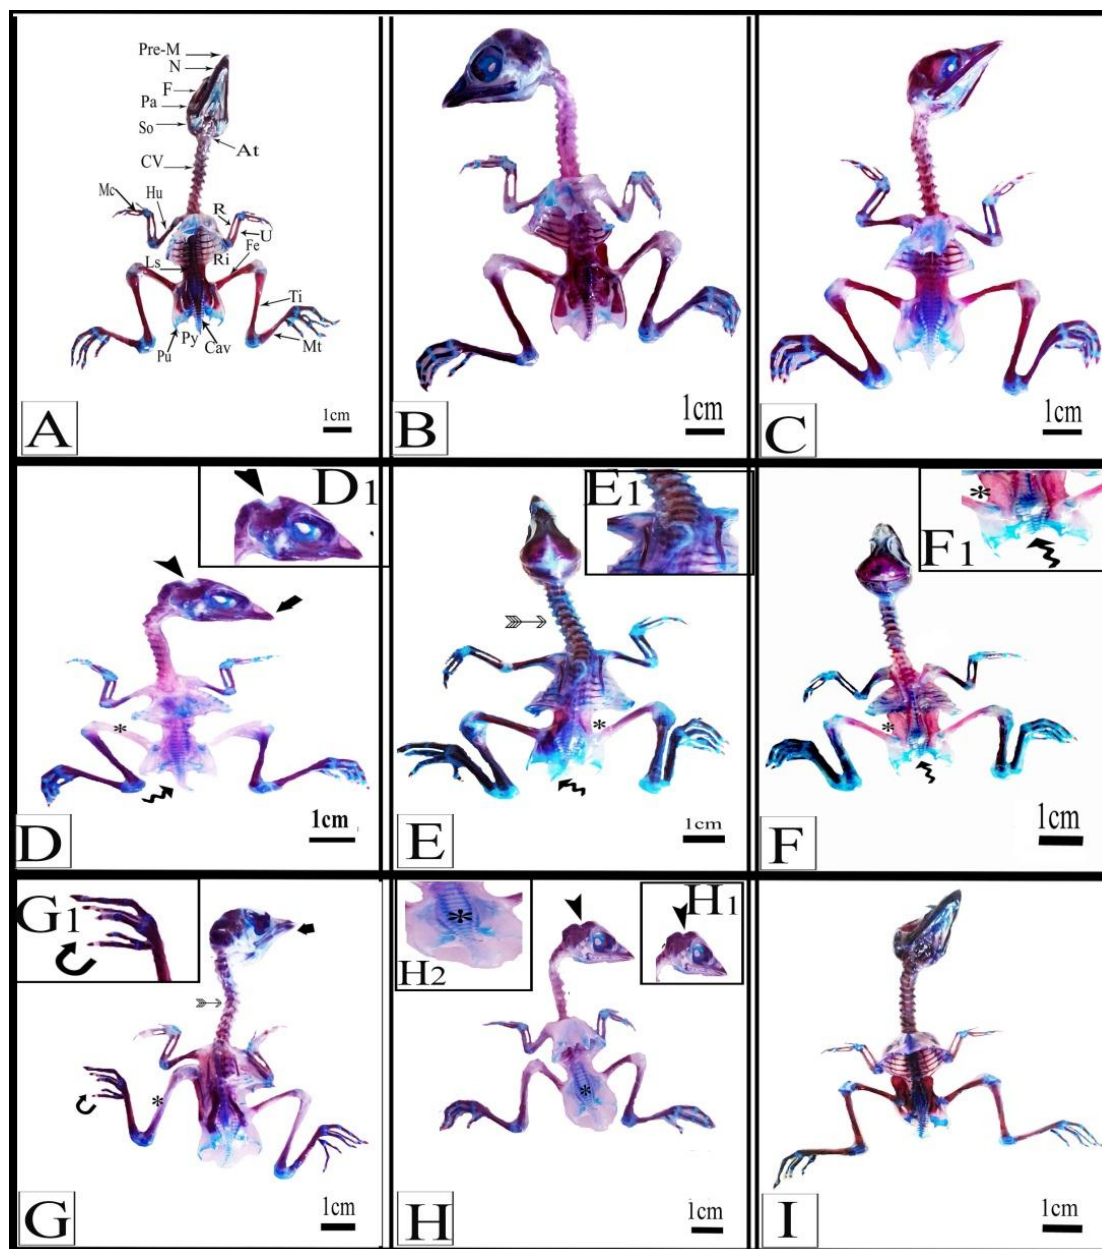 Pre-M
N
F
Pa
So
At
CV
Mc
Hu
R
U
Ri
Fe
Ls
Ti
Pu
Py
Cav
Mt
1cm
A
1cm
B
1cm
C
D1
1cm
D
*
E1
1cm
E
*
F1
*
1cm
F
*
G1
1cm
G
*
H1
H2
*
1cm
H
*
1cm
I